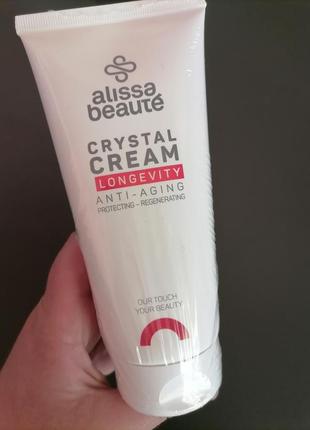 alissa
beauté
CRYSTAL
CREAM
LONGEVITY
ANTI-AGING
PROTECTING - REGENERATING
OUR TOUCH
YOUR BEAUTY